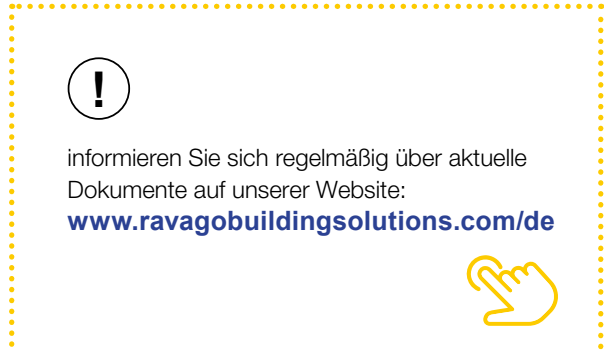 !
informieren Sie sich regelmäßig über aktuelle
Dokumente auf unserer Website:
www.ravagobuildingsolutions.com/de